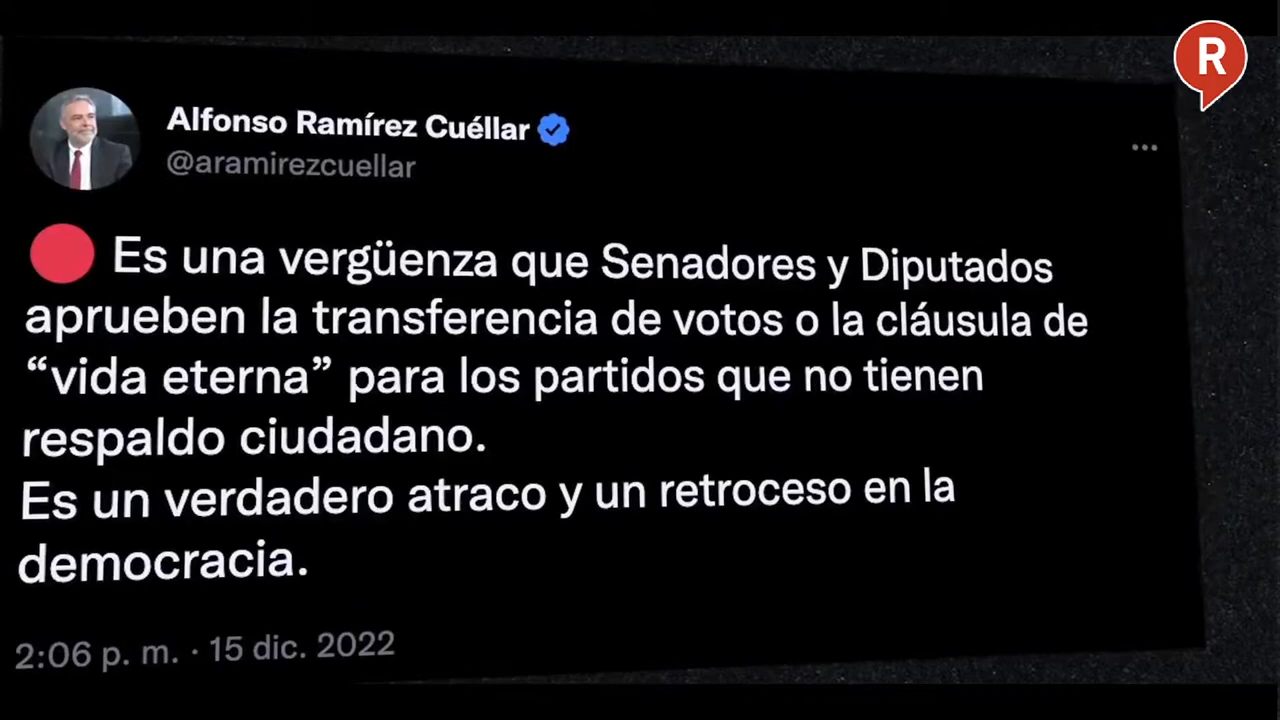 R
Alfonso Ramírez Cuéllar
@aramirezcuellar
Es una vergüenza que Senadores y Diputados
aprueben la transferencia de votos o la cláusula de
“vida eterna” para los partidos que no tienen
respaldo ciudadano.
Es un verdadero atraco y un retroceso en la
democracia.
2:06 p. m. · 15 dic. 2022